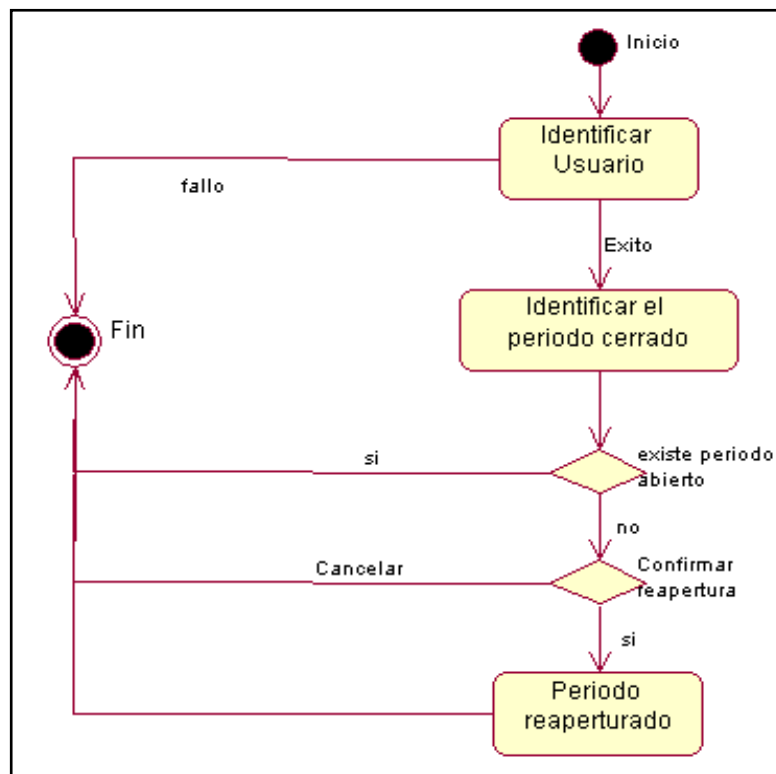 Inicio
Identificar
Usuario
fallo
Exito
Identificar el
periodo cerrado
Fin
existe periodo
abierto
si
no
Cancelar
Confirmar
reapertura
si
Periodo
reaperturado